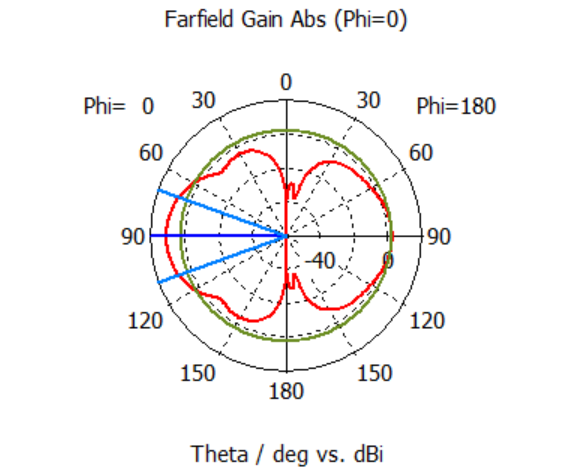 Farfield Gain Abs (Phi=0)
0
Phi= 0 30 30 Phi=180
60 60
90 -40 0 90
120 120
150 150
180
Theta / deg vs. dBi